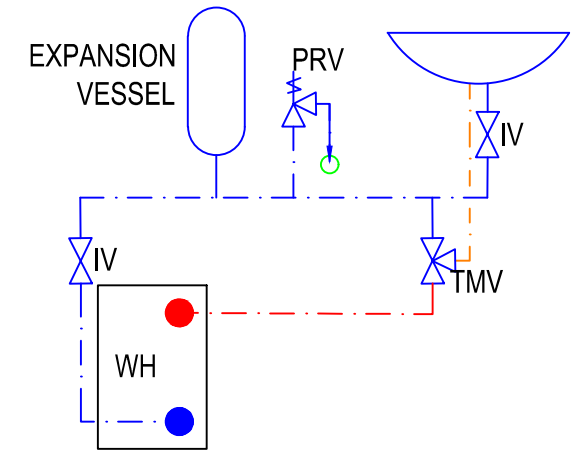 EXPANSION
VESSEL
PRV
IV
IV
TMV
WH